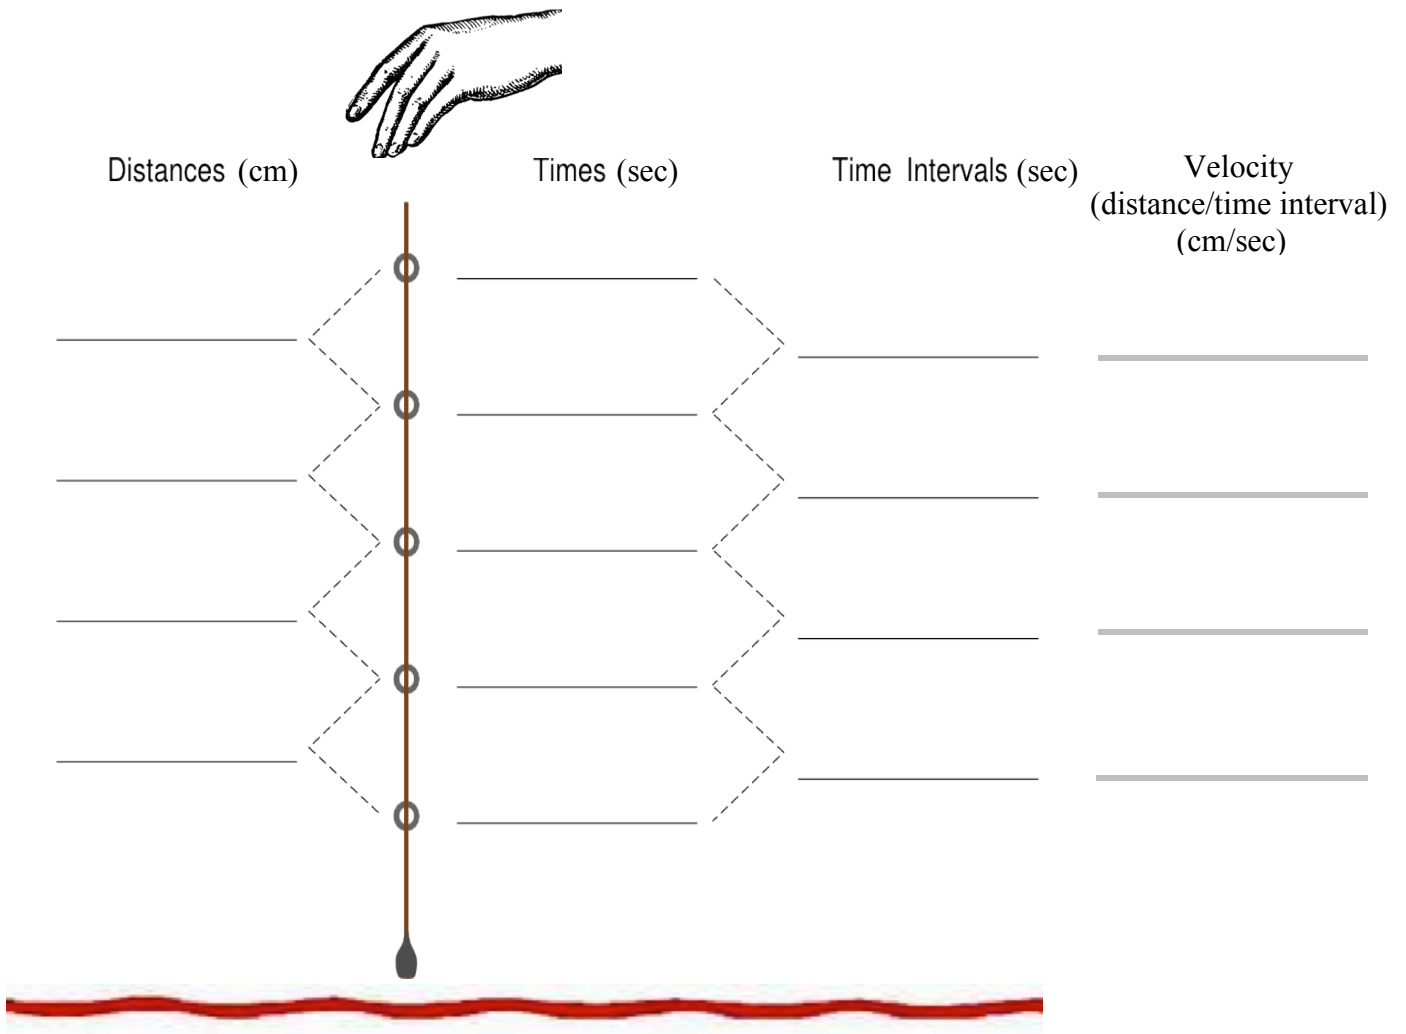 Distances (cm)
Times (sec)
Time Intervals (sec)
Velocity
(distance/time interval)
(cm/sec)